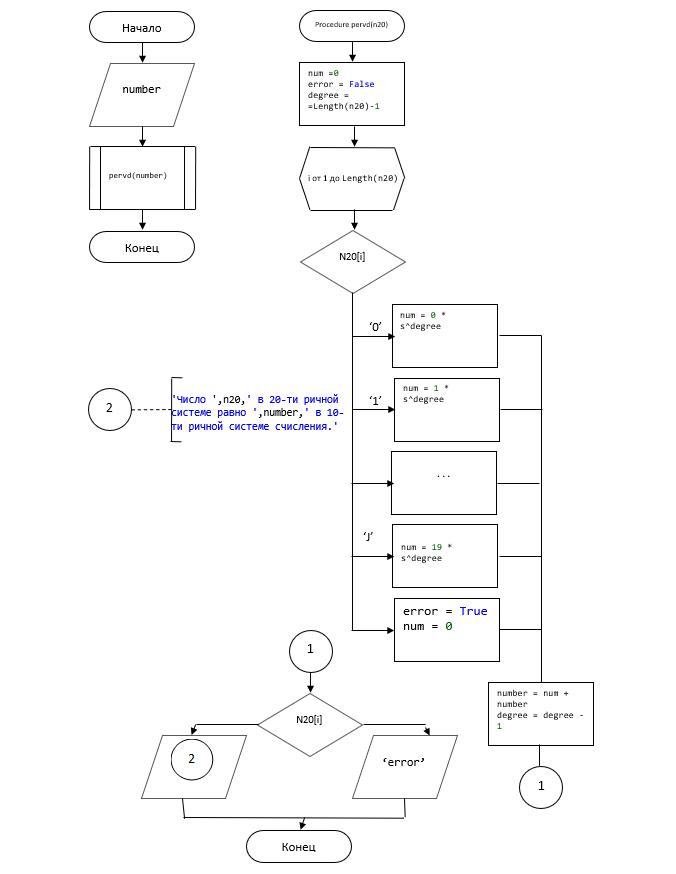 Начало
number
pervd(number)
Конец
Procedure pervd(n20)
num =0
error = False
degree =
=Length(n20)-1
i от 1 до Length(n20)
N20[i]
‘0’
num = 0 *
s^degree
‘1’
num = 1 *
s^degree
...
‘J’
num = 19 *
s^degree
error = True
num = 0
number = num +
number
degree = degree -
1
1
2
'Число ',n20,' в 20-ти ричной
системе равно ',number,' в 10-
ти ричной системе счисления.'
1
N20[i]
2
‘error’
Конец